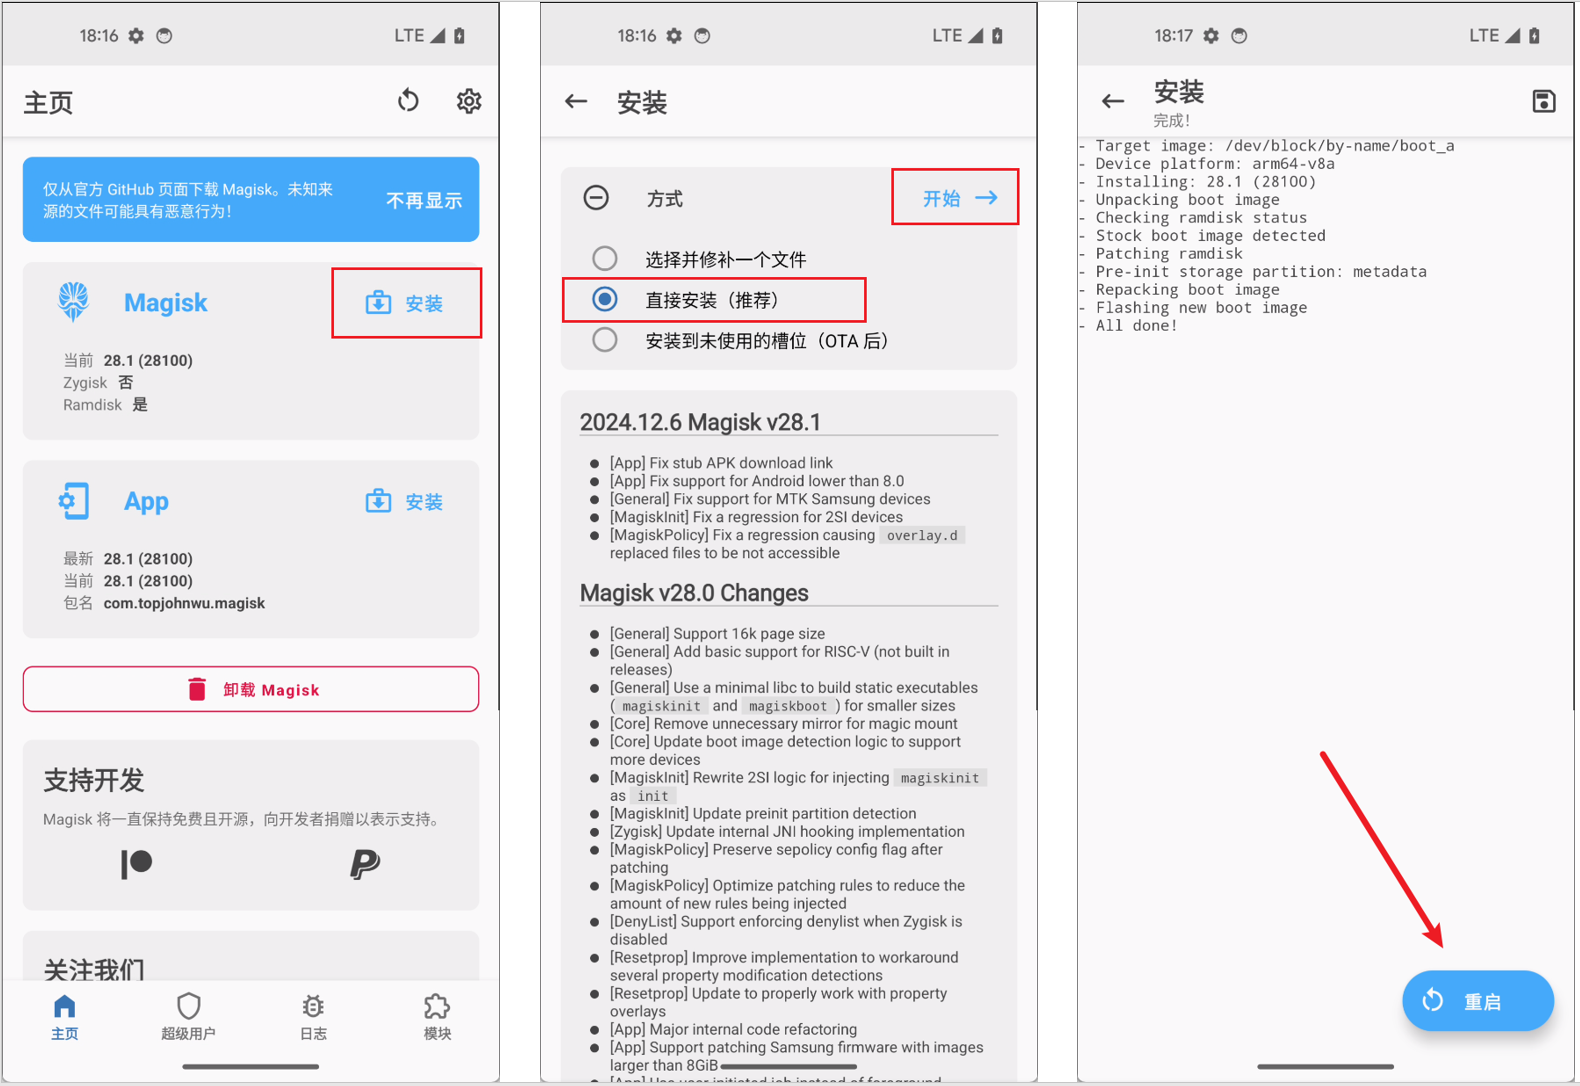 18:16
LTE
主页
仅从官方 GitHub 页面下载 Magisk。未知来
源的文件可能具有恶意行为！
不再显示
Magisk
安装
当前 28.1 (28100)
Zygisk 否
Ramdisk 是
App
安装
最新 28.1 (28100)
当前 28.1 (28100)
包名 com.topjohnwu.magisk
卸载 Magisk
支持开发
Magisk 将一直保持免费且开源，向开发者捐赠以表示支持。
关注我们
主页
超级用户
日志
模块
18:16
LTE
安装
方式
开始
选择并修补一个文件
直接安装（推荐）
安装到未使用的槽位（OTA 后）
2024.12.6 Magisk v28.1
[App] Fix stub APK download link
[App] Fix support for Android lower than 8.0
[General] Fix support for MTK Samsung devices
[MagiskInit] Fix a regression for 2SI devices
[MagiskPolicy] Fix a regression causing overlay.d
replaced files to be not accessible
Magisk v28.0 Changes
[General] Support 16k page size
[General] Add basic support for RISC-V (not built in
releases)
[General] Use a minimal libc to build static executables
( magiskinit and magiskboot ) for smaller sizes
[Core] Remove unnecessary mirror for magic mount
[Core] Update boot image detection logic to support
more devices
[MagiskInit] Rewrite 2SI logic for injecting magiskinit
as init
[MagiskInit] Update preinit partition detection
[Zygisk] Update internal JNI hooking implementation
[MagiskPolicy] Preserve sepolicy config flag after
patching
[MagiskPolicy] Optimize patching rules to reduce the
amount of new rules being injected
[DenyList] Support enforcing denylist when Zygisk is
disabled
[Resetprop] Improve implementation to workaround
several property modification detections
[Resetprop] Update to properly work with property
overlays
[App] Major internal code refactoring
[App] Support patching Samsung firmware with images
larger than 8GiB
[App] Use user-initiated job instead of foreground
18:17
LTE
安装
完成！
- Target image: /dev/block/by-name/boot_a
- Device platform: arm64-v8a
- Installing: 28.1 (28100)
- Unpacking boot image
- Checking ramdisk status
- Stock boot image detected
- Patching ramdisk
- Pre-init storage partition: metadata
- Repacking boot image
- Flashing new boot image
- All done!
重启